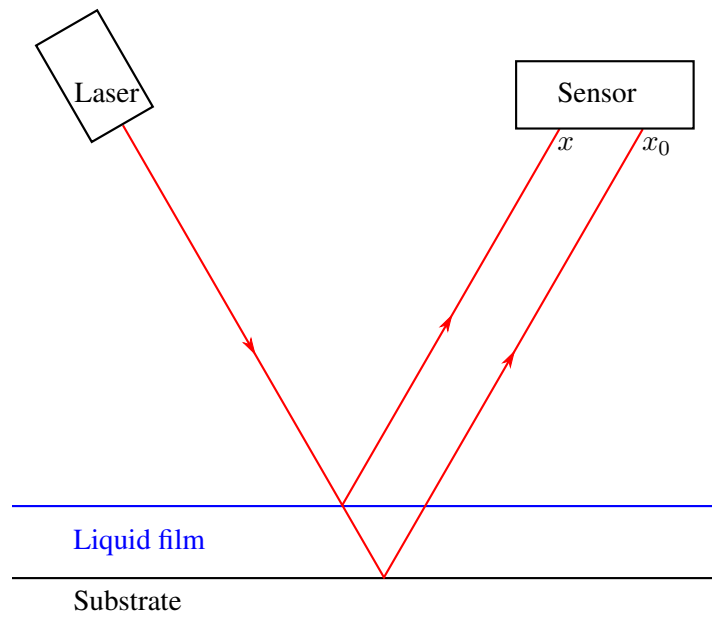 Laser
Sensor
x
x₀
Liquid film
Substrate